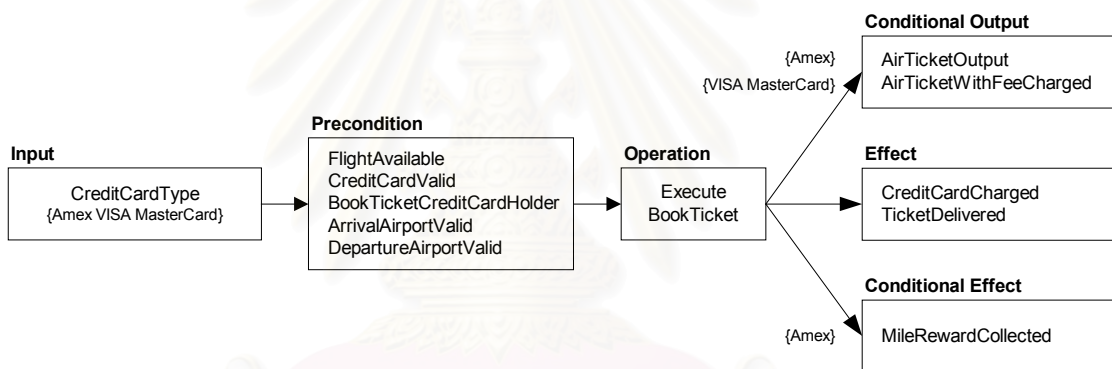 Input
CreditCardType
{Amex VISA MasterCard}
Precondition
FlightAvailable
CreditCardValid
BookTicketCreditCardHolder
ArrivalAirportValid
DepartureAirportValid
Operation
Execute
BookTicket
{Amex}
{VISA MasterCard}
Conditional Output
AirTicketOutput
AirTicketWithFeeCharged
Effect
CreditCardCharged
TicketDelivered
{Amex}
Conditional Effect
MileRewardCollected